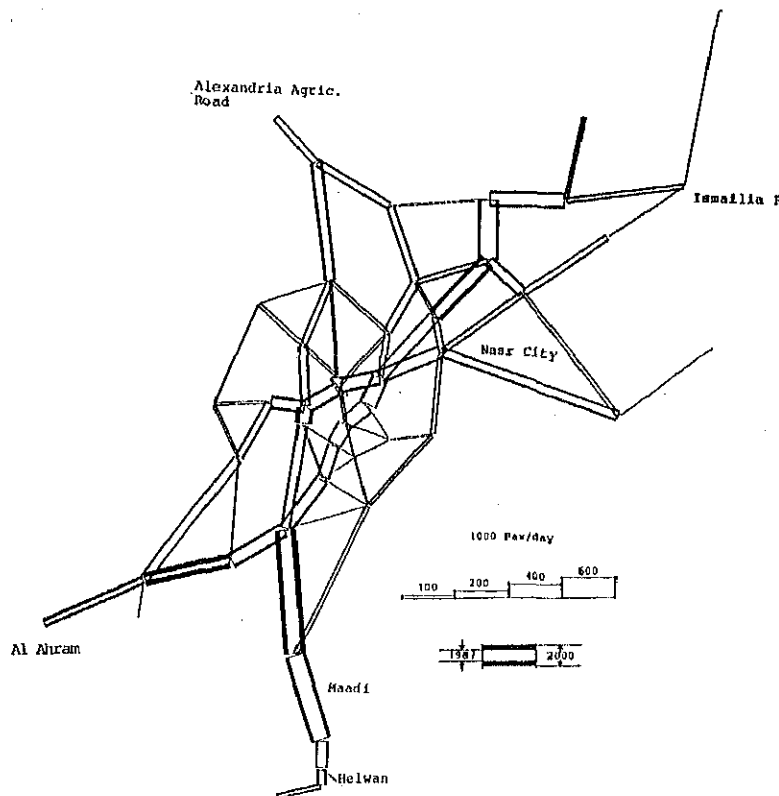 Alexandria Agric.
Road
Ismailia R
Nasr City
1000 Pax/day
100 200 400 600
1987 2000
Al Ahram
Maadi
Helwan